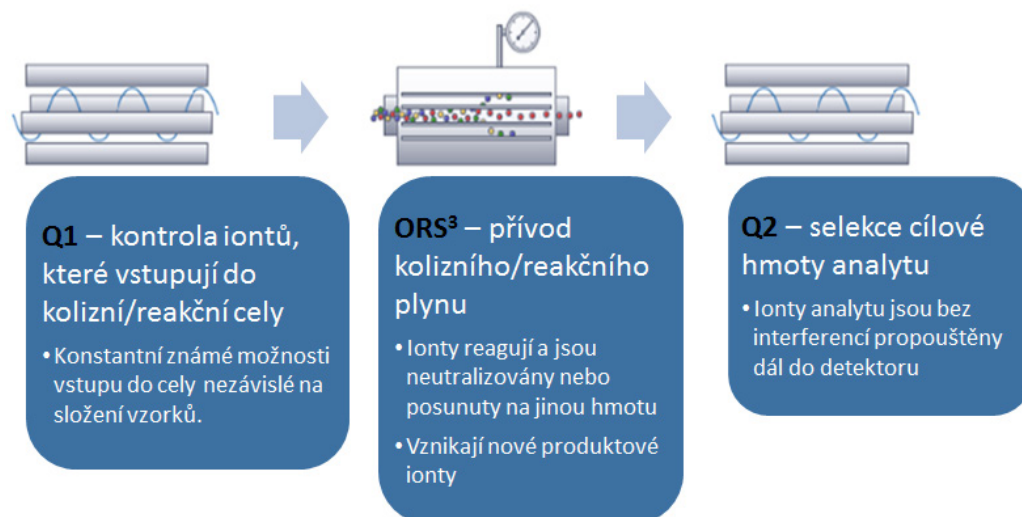 Q1 – kontrola iontů,
které vstupují do
kolizní/reakční cely
• Konstantní známé možnosti
vstupu do cely nezávislé na
složení vzorků.
ORS³ – přívod
kolizního/reakčního
plynu
• Ionty reagují a jsou
neutralizovány nebo
posunuty na jinou hmotu
• Vznikají nové produktové
ionty
Q2 – selekce cílové
hmoty analytu
• Ionty analytu jsou bez
interferencí propouštěny
dál do detektoru